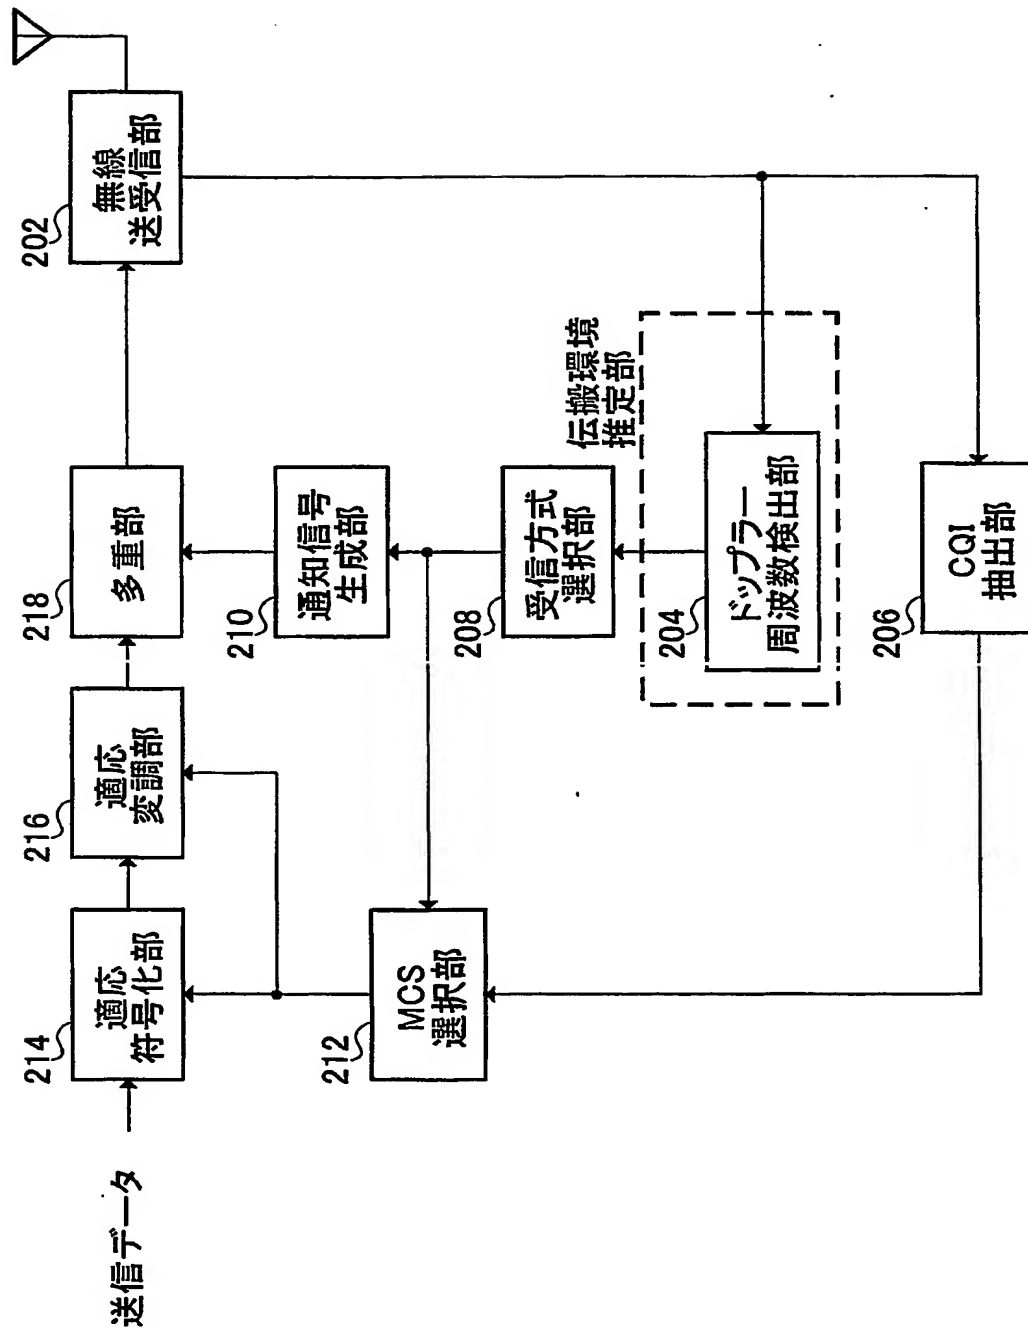 送信データ
214
適応
符号化部
216
適応
変調部
218
多重部
202
無線
送受信部
210
通知信号
生成部
212
MCS
選択部
208
受信方式
選択部
伝搬環境
推定部
204
ドップラー
周波数検出部
206
CQI
抽出部